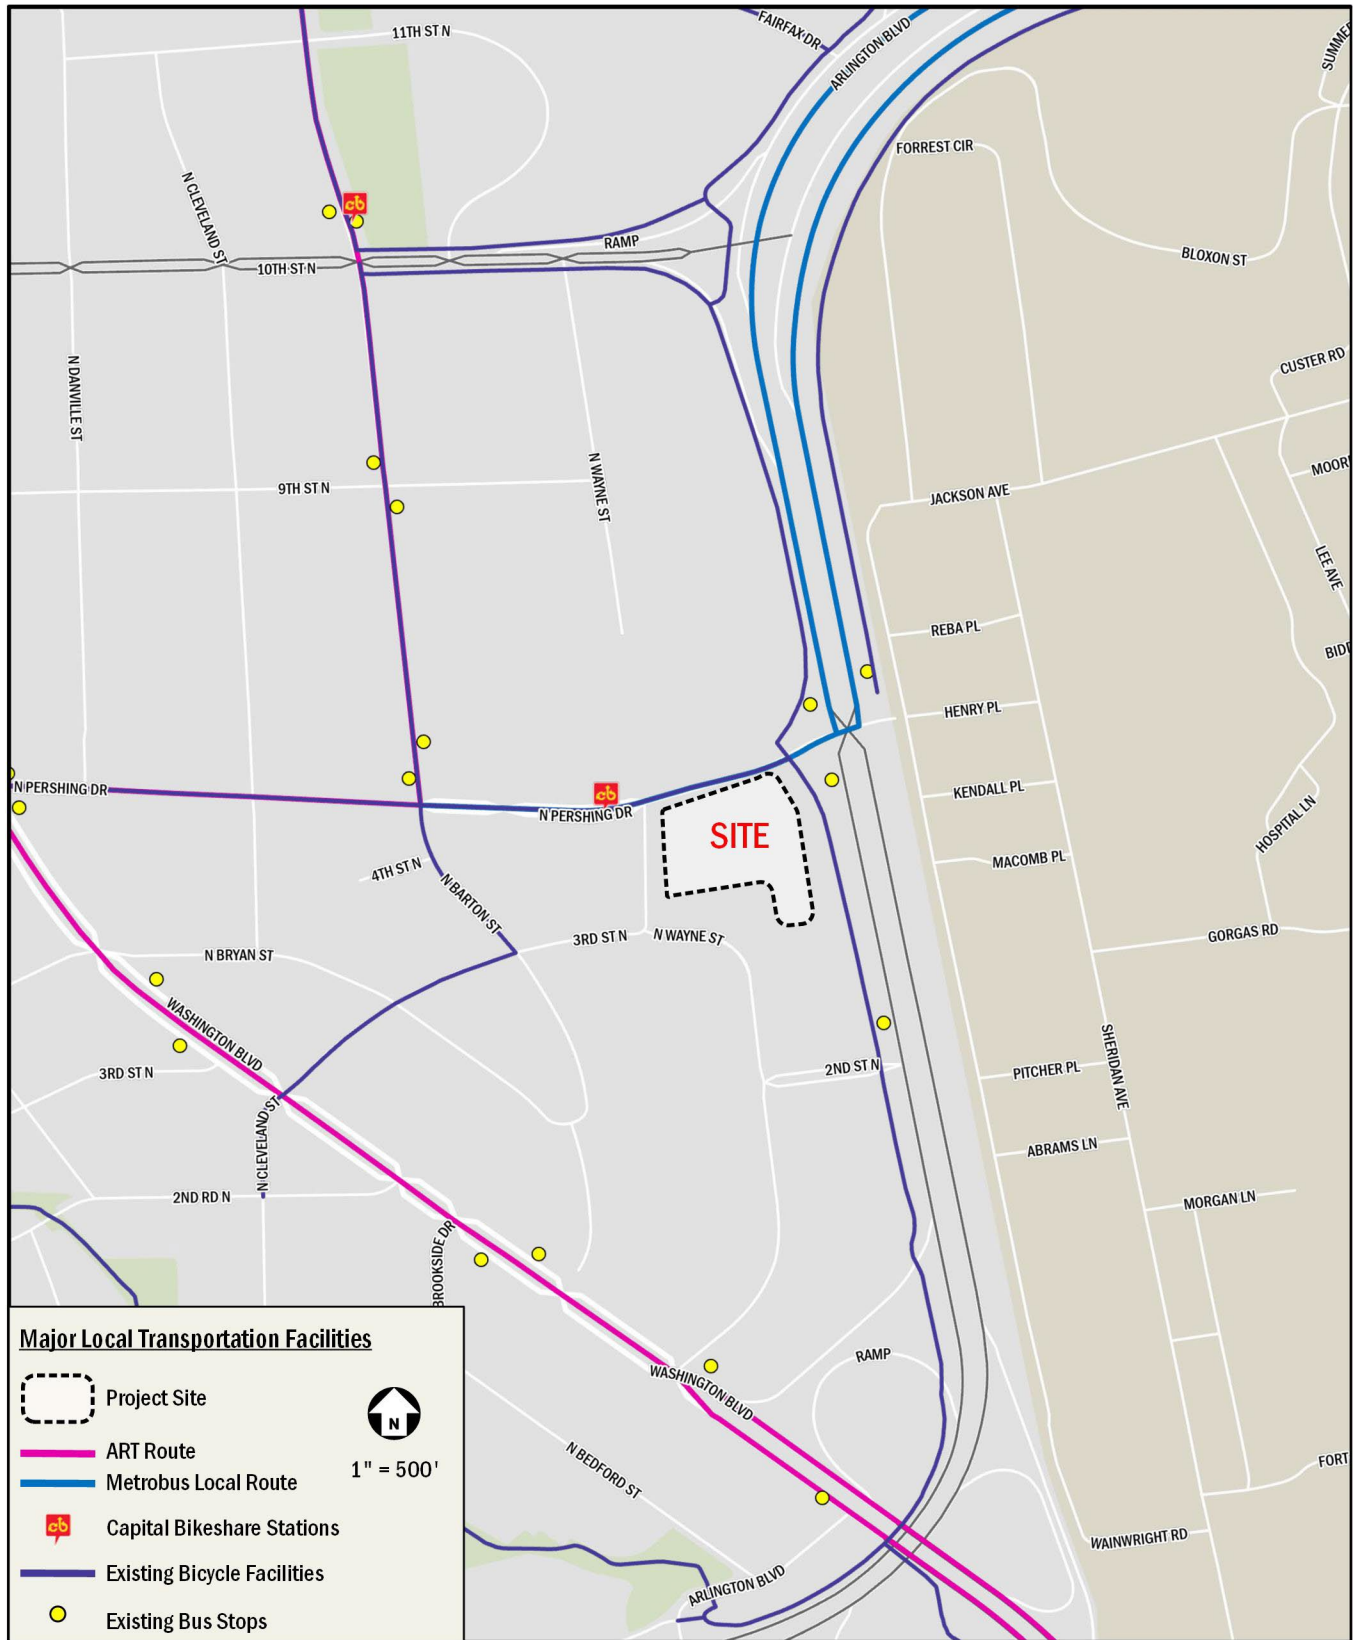 11TH ST N
FAIRFAX DR
ARLINGTON BLVD
SUMME
FORREST CIR
N CLEVELAND ST
cb
RAMP
BLOXON ST
10TH ST N
N DANVILLE ST
CUSTER RD
9TH ST N
N WAYNE ST
MOOR
JACKSON AVE
LEE AVE
REBA PL
BIDD
HENRY PL
N PERSHING DR
cb
N PERSHING DR
KENDALL PL
SITE
HOSPITAL LN
MACOMB PL
4TH ST N
N BARTON ST
3RD ST N
N WAYNE ST
GORGAS RD
N BRYAN ST
WASHINGTON BLVD
SHERIDAN AVE
3RD ST N
2ND ST N
PITCHER PL
N CLEVELAND ST
ABRAMS LN
2ND RD N
MORGAN LN
BROOKSIDE DR
RAMP
WASHINGTON BLVD
N BEDFORD ST
FORT
WAINWRIGHT RD
ARLINGTON BLVD
Major Local Transportation Facilities
Project Site
N
ART Route
1" = 500'
Metrobus Local Route
cb
Capital Bikeshare Stations
Existing Bicycle Facilities
Existing Bus Stops